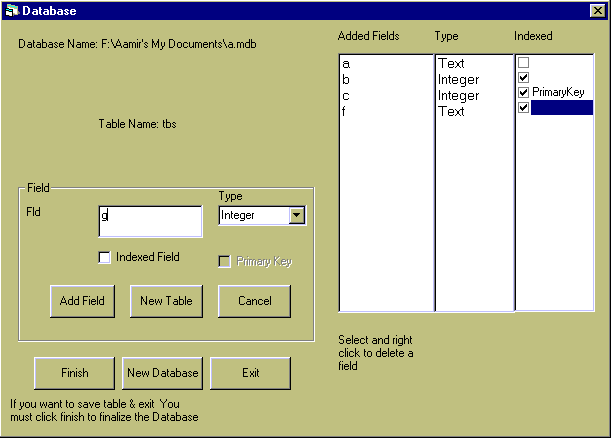 Database
Database Name: F:\Aamir's My Documents\a.mdb
Table Name: tbs
Added Fields Type Indexed
a Text
b Integer
c Integer PrimaryKey
f Text
Field
Fld
g
Type
Integer
Indexed Field
Primary Key
Add Field
New Table
Cancel
Finish
New Database
Exit
If you want to save table & exit You
must click finish to finalize the Database
Select and right
click to delete a
field